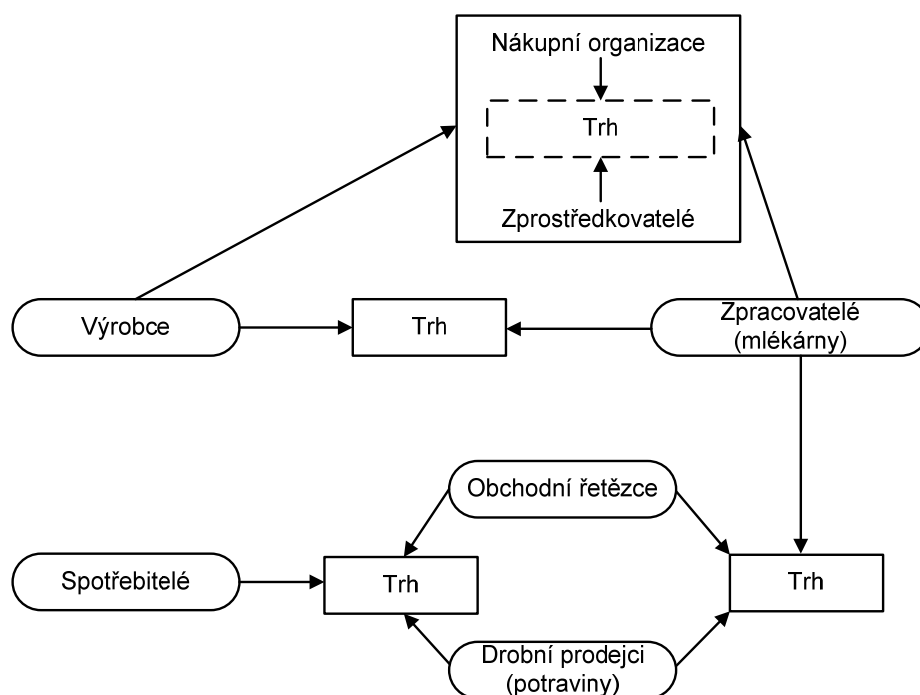 Nákupní organizace
Trh
Zprostředkovatelé
Výrobce
Trh
Zpracovatelé
(mlékárny)
Obchodní řetězce
Spotřebitelé
Trh
Trh
Drobní prodejci
(potraviny)